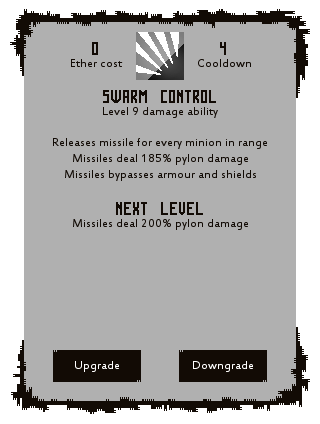 0
Ether cost
4
Cooldown
SWARM CONTROL
Level 9 damage ability
Releases missile for every minion in range
Missiles deal 185% pylon damage
Missiles bypasses armour and shields
NEXT LEVEL
Missiles deal 200% pylon damage
Upgrade
Downgrade